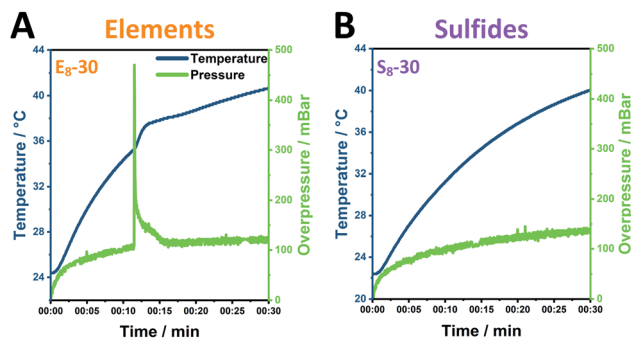 A Elements
E₈-30
Temperature
Pressure
Temperature / °C
44
40
36
32
28
24
500
400
300
200
100
0
Overpressure / mBar
00:00 00:05 00:10 00:15 00:20 00:25 00:30
Time / min
B Sulfides
S₈-30
Temperature / °C
44
40
36
32
28
24
20
500
400
300
200
100
0
Overpressure / mBar
00:00 00:05 00:10 00:15 00:20 00:25 00:30
Time / min